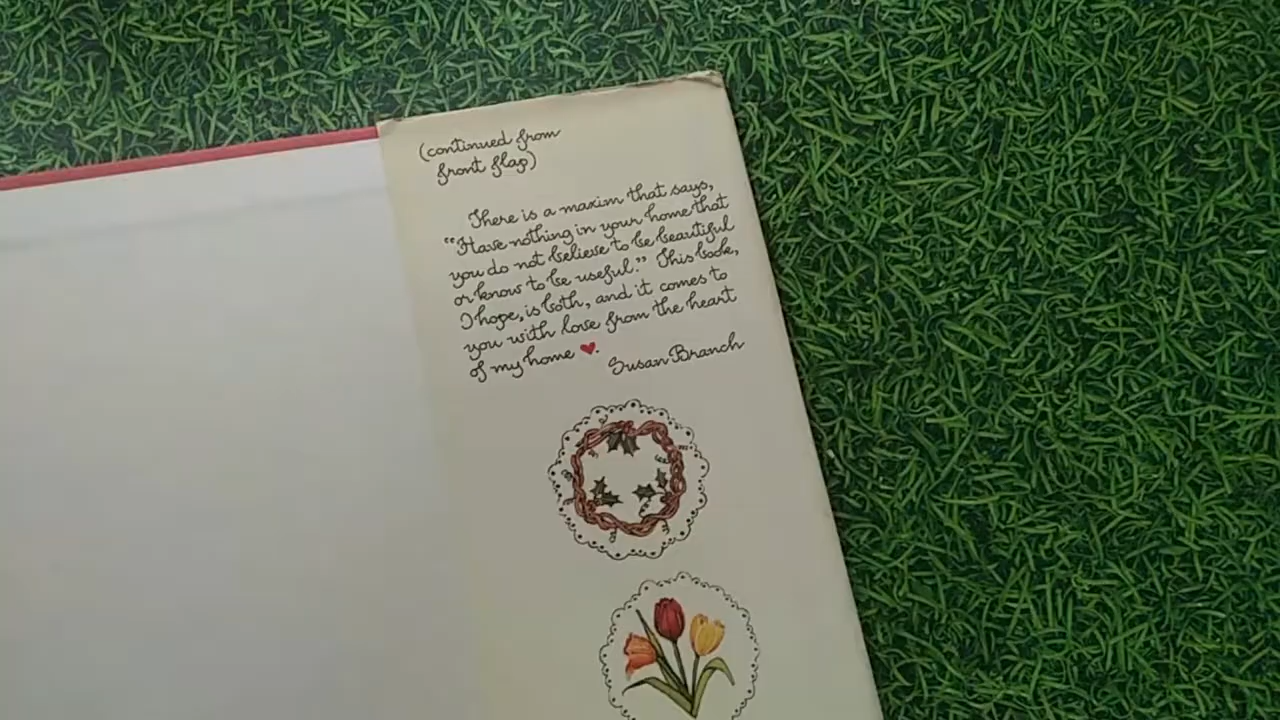 (continued from
front flap)
There is a maxim that says,
"Have nothing in your home that
you do not believe to be beautiful
or know to be useful." This book,
I hope, is both, and it comes to
you with love from the heart
of my home ❤.
Susan Branch